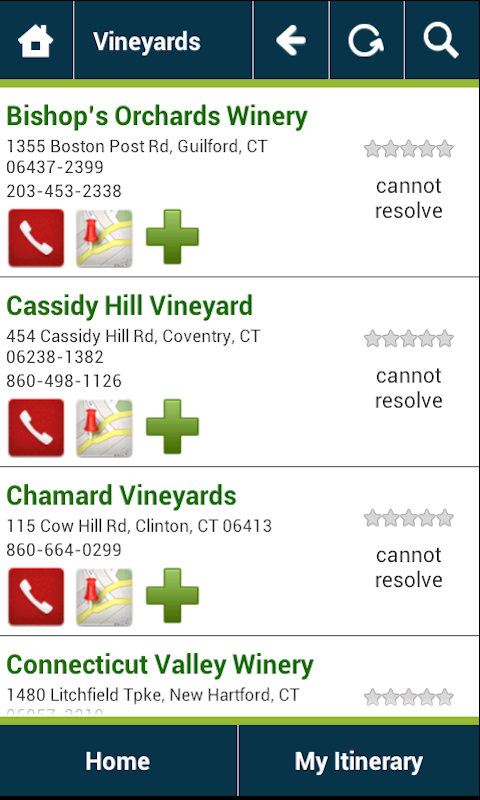 Vineyards
Bishop's Orchards Winery
1355 Boston Post Rd, Guilford, CT
06437-2399
203-453-2338
cannot
resolve
Cassidy Hill Vineyard
454 Cassidy Hill Rd, Coventry, CT
06238-1382
860-498-1126
cannot
resolve
Chamard Vineyards
115 Cow Hill Rd, Clinton, CT 06413
860-664-0299
cannot
resolve
Connecticut Valley Winery
1480 Litchfield Tpke, New Hartford, CT
Home
My Itinerary